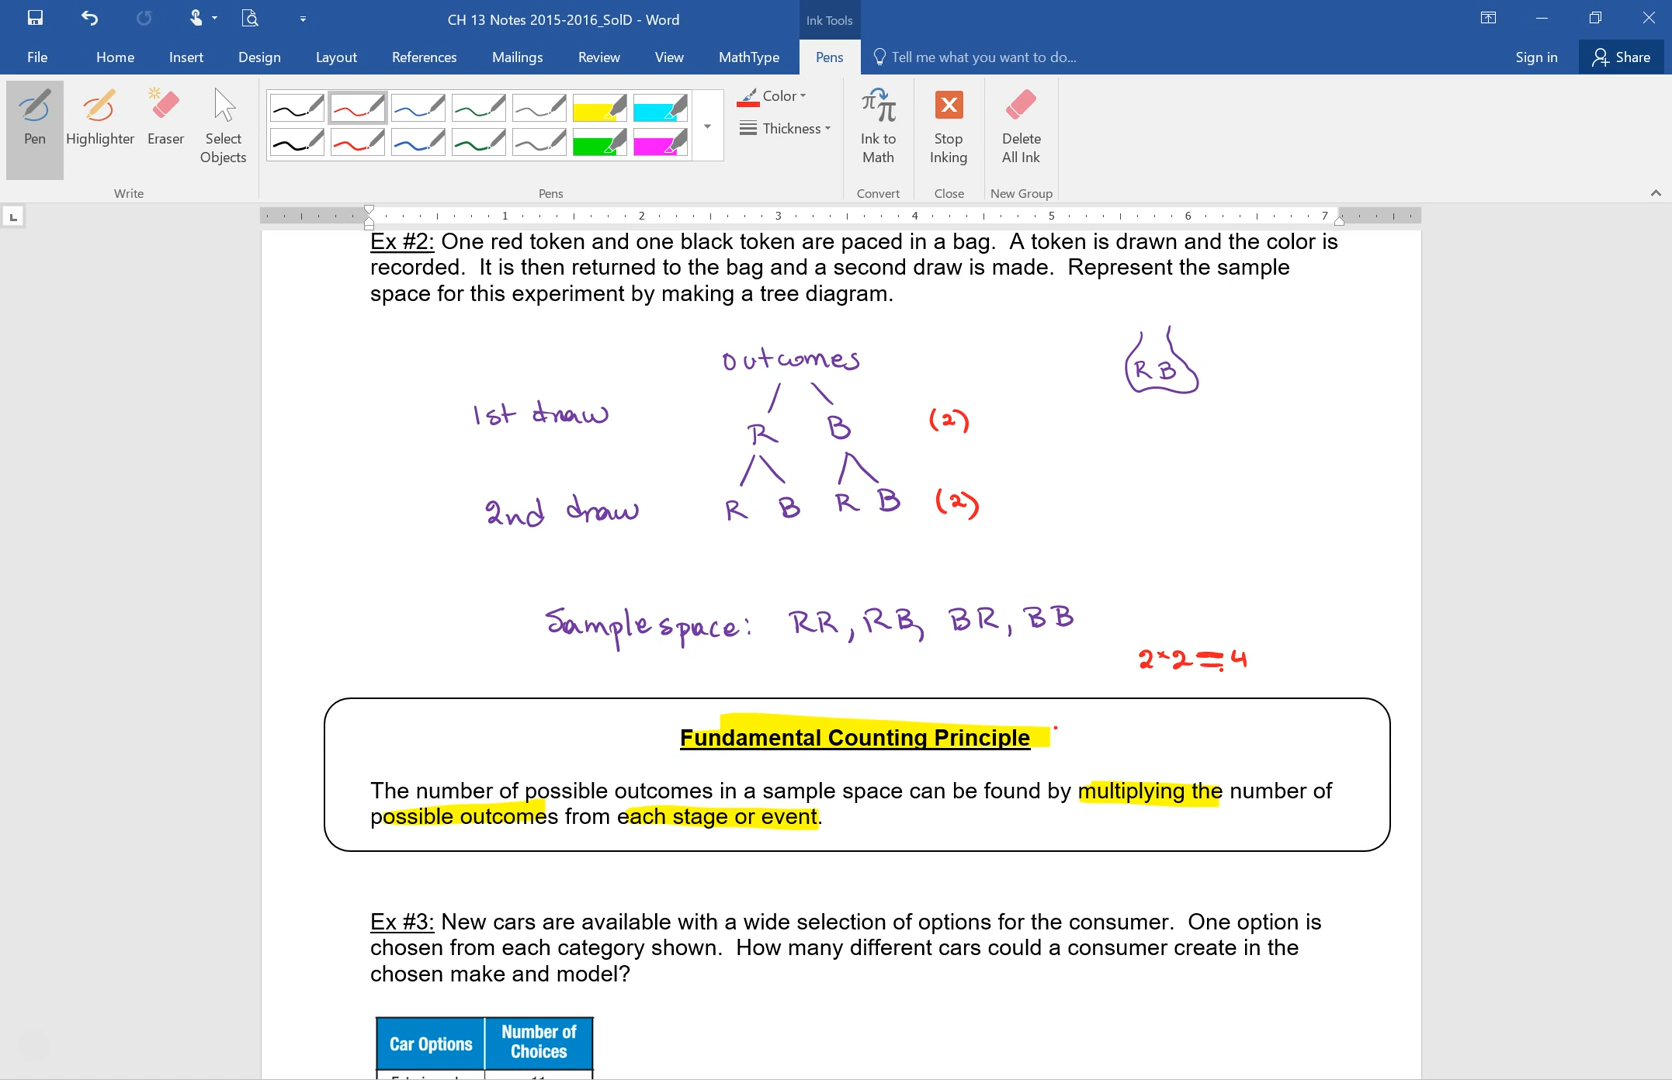 CH 13 Notes 2015-2016_SolD - Word
Ink Tools
File Home Insert Design Layout References Mailings Review View MathType Pens Tell me what you want to do... Sign in Share
Pen Highlighter Eraser Select Objects
Color
Thickness
Ink to Math
Stop Inking
Delete All Ink
Write Pens Convert Close New Group
L
1 2 3 4 5 6 7
Ex #2: One red token and one black token are paced in a bag. A token is drawn and the color is
recorded. It is then returned to the bag and a second draw is made. Represent the sample
space for this experiment by making a tree diagram.
outcomes
R B
1st draw R B (2)
2nd draw R B R B (2)
Sample space: RR, RB, BR, BB
2×2=4
Fundamental Counting Principle
The number of possible outcomes in a sample space can be found by multiplying the number of
possible outcomes from each stage or event.
Ex #3: New cars are available with a wide selection of options for the consumer. One option is
chosen from each category shown. How many different cars could a consumer create in the
chosen make and model?
Car Options Number of Choices